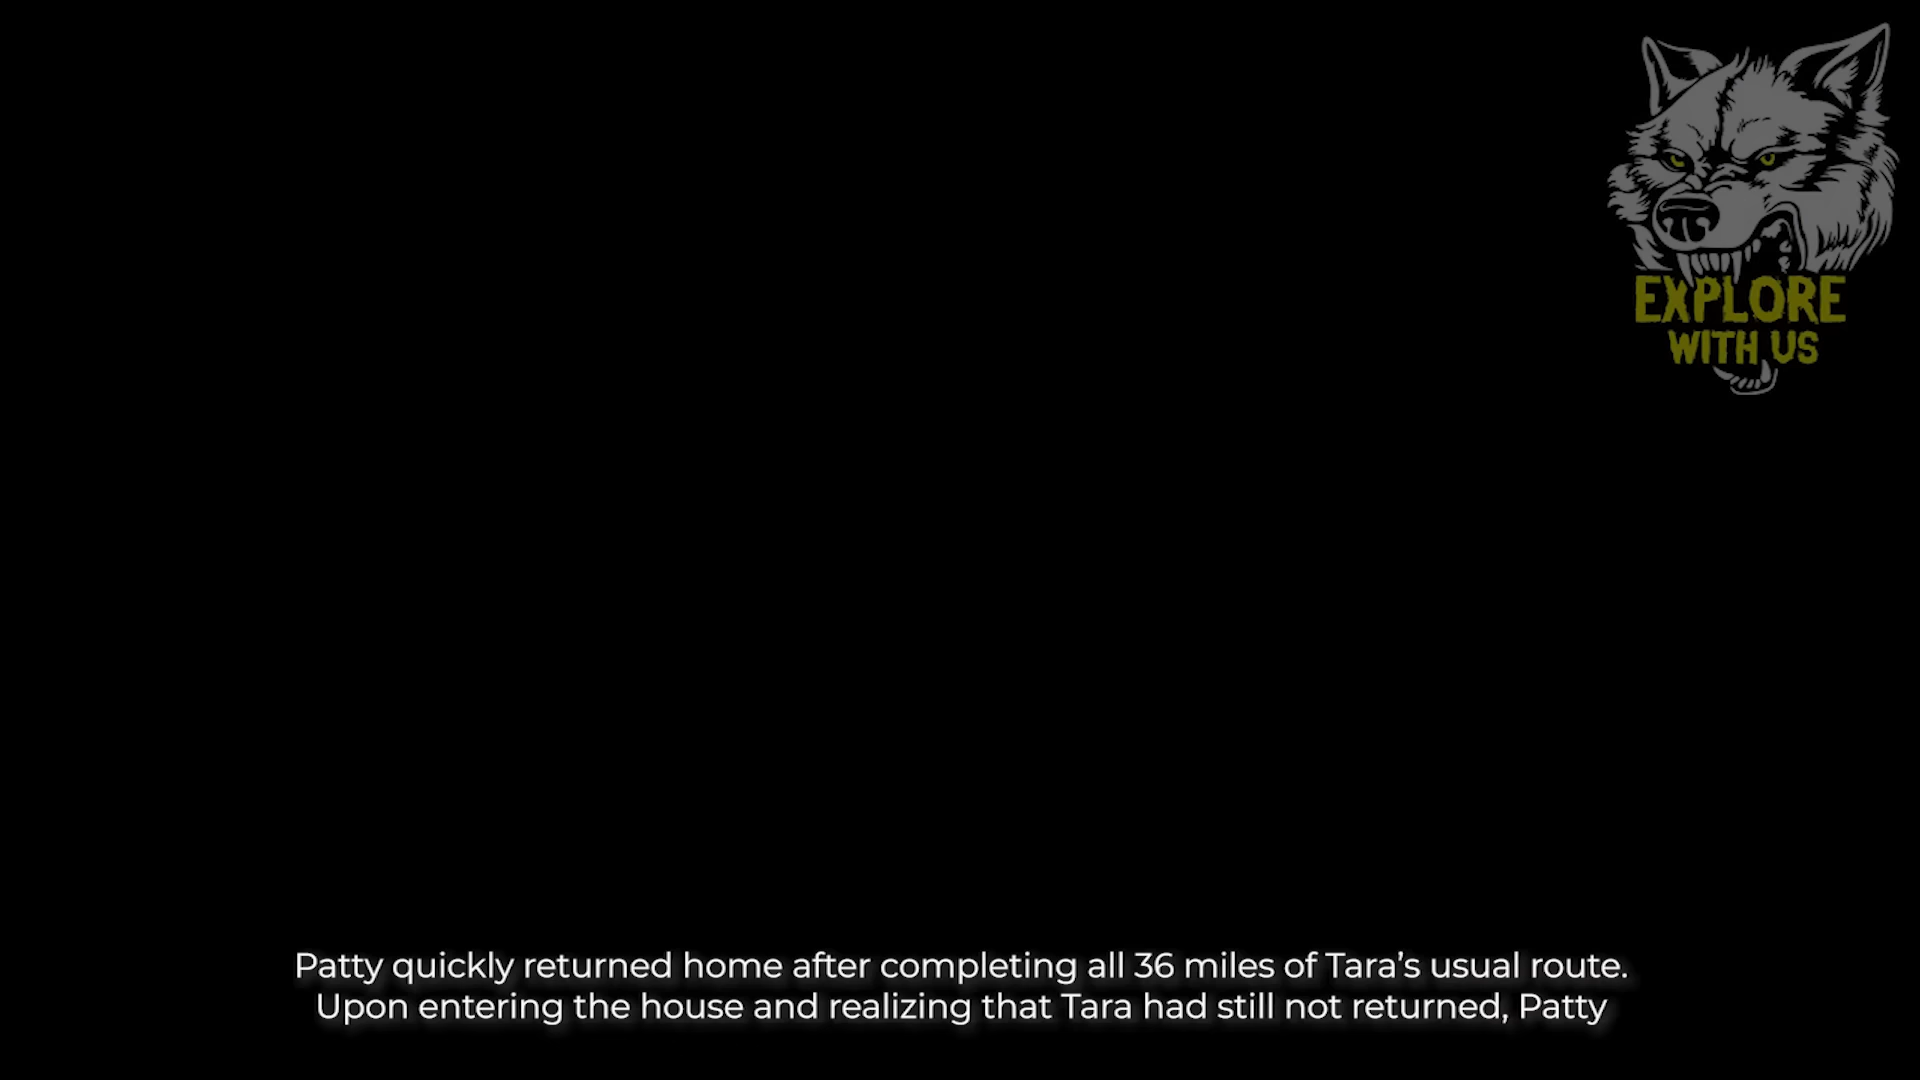 EXPLORE
WITH US
Patty quickly returned home after completing all 36 miles of Tara’s usual route.
Upon entering the house and realizing that Tara had still not returned, Patty